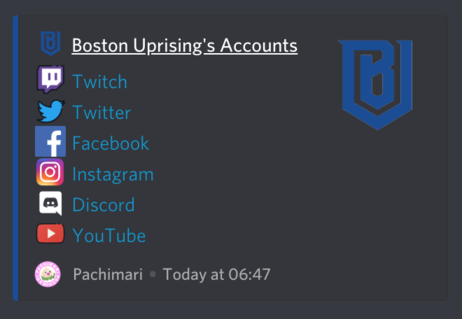 Boston Uprising's Accounts
Twitch
Twitter
Facebook
Instagram
Discord
YouTube
Pachimari • Today at 06:47